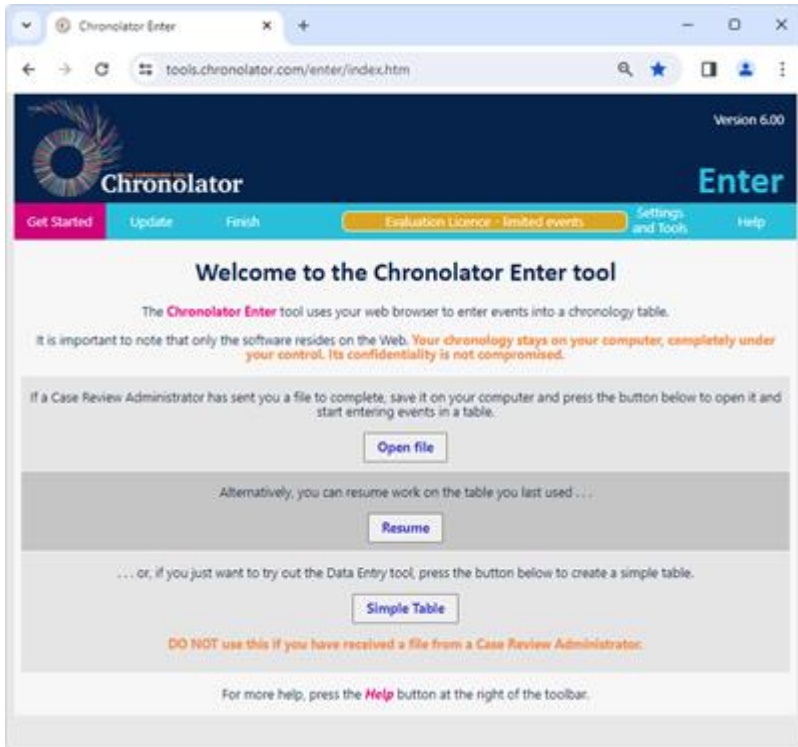 Chronolator Enter
tools.chronolator.com/enter/index.htm
Version 6.00
Chronolator
Enter
Get Started
Update
Finish
Evaluation Licence - limited events
Settings
and Tools
Help
Welcome to the Chronolator Enter tool
The Chronolator Enter tool uses your web browser to enter events into a chronology table.
It is important to note that only the software resides on the Web. Your chronology stays on your computer, completely under
your control. Its confidentiality is not compromised.
If a Case Review Administrator has sent you a file to complete, save it on your computer and press the button below to open it and
start entering events in a table.
Open file
Alternatively, you can resume work on the table you last used . . .
Resume
. . . or, if you just want to try out the Data Entry tool, press the button below to create a simple table.
Simple Table
DO NOT use this if you have received a file from a Case Review Administrator.
For more help, press the Help button at the right of the toolbar.